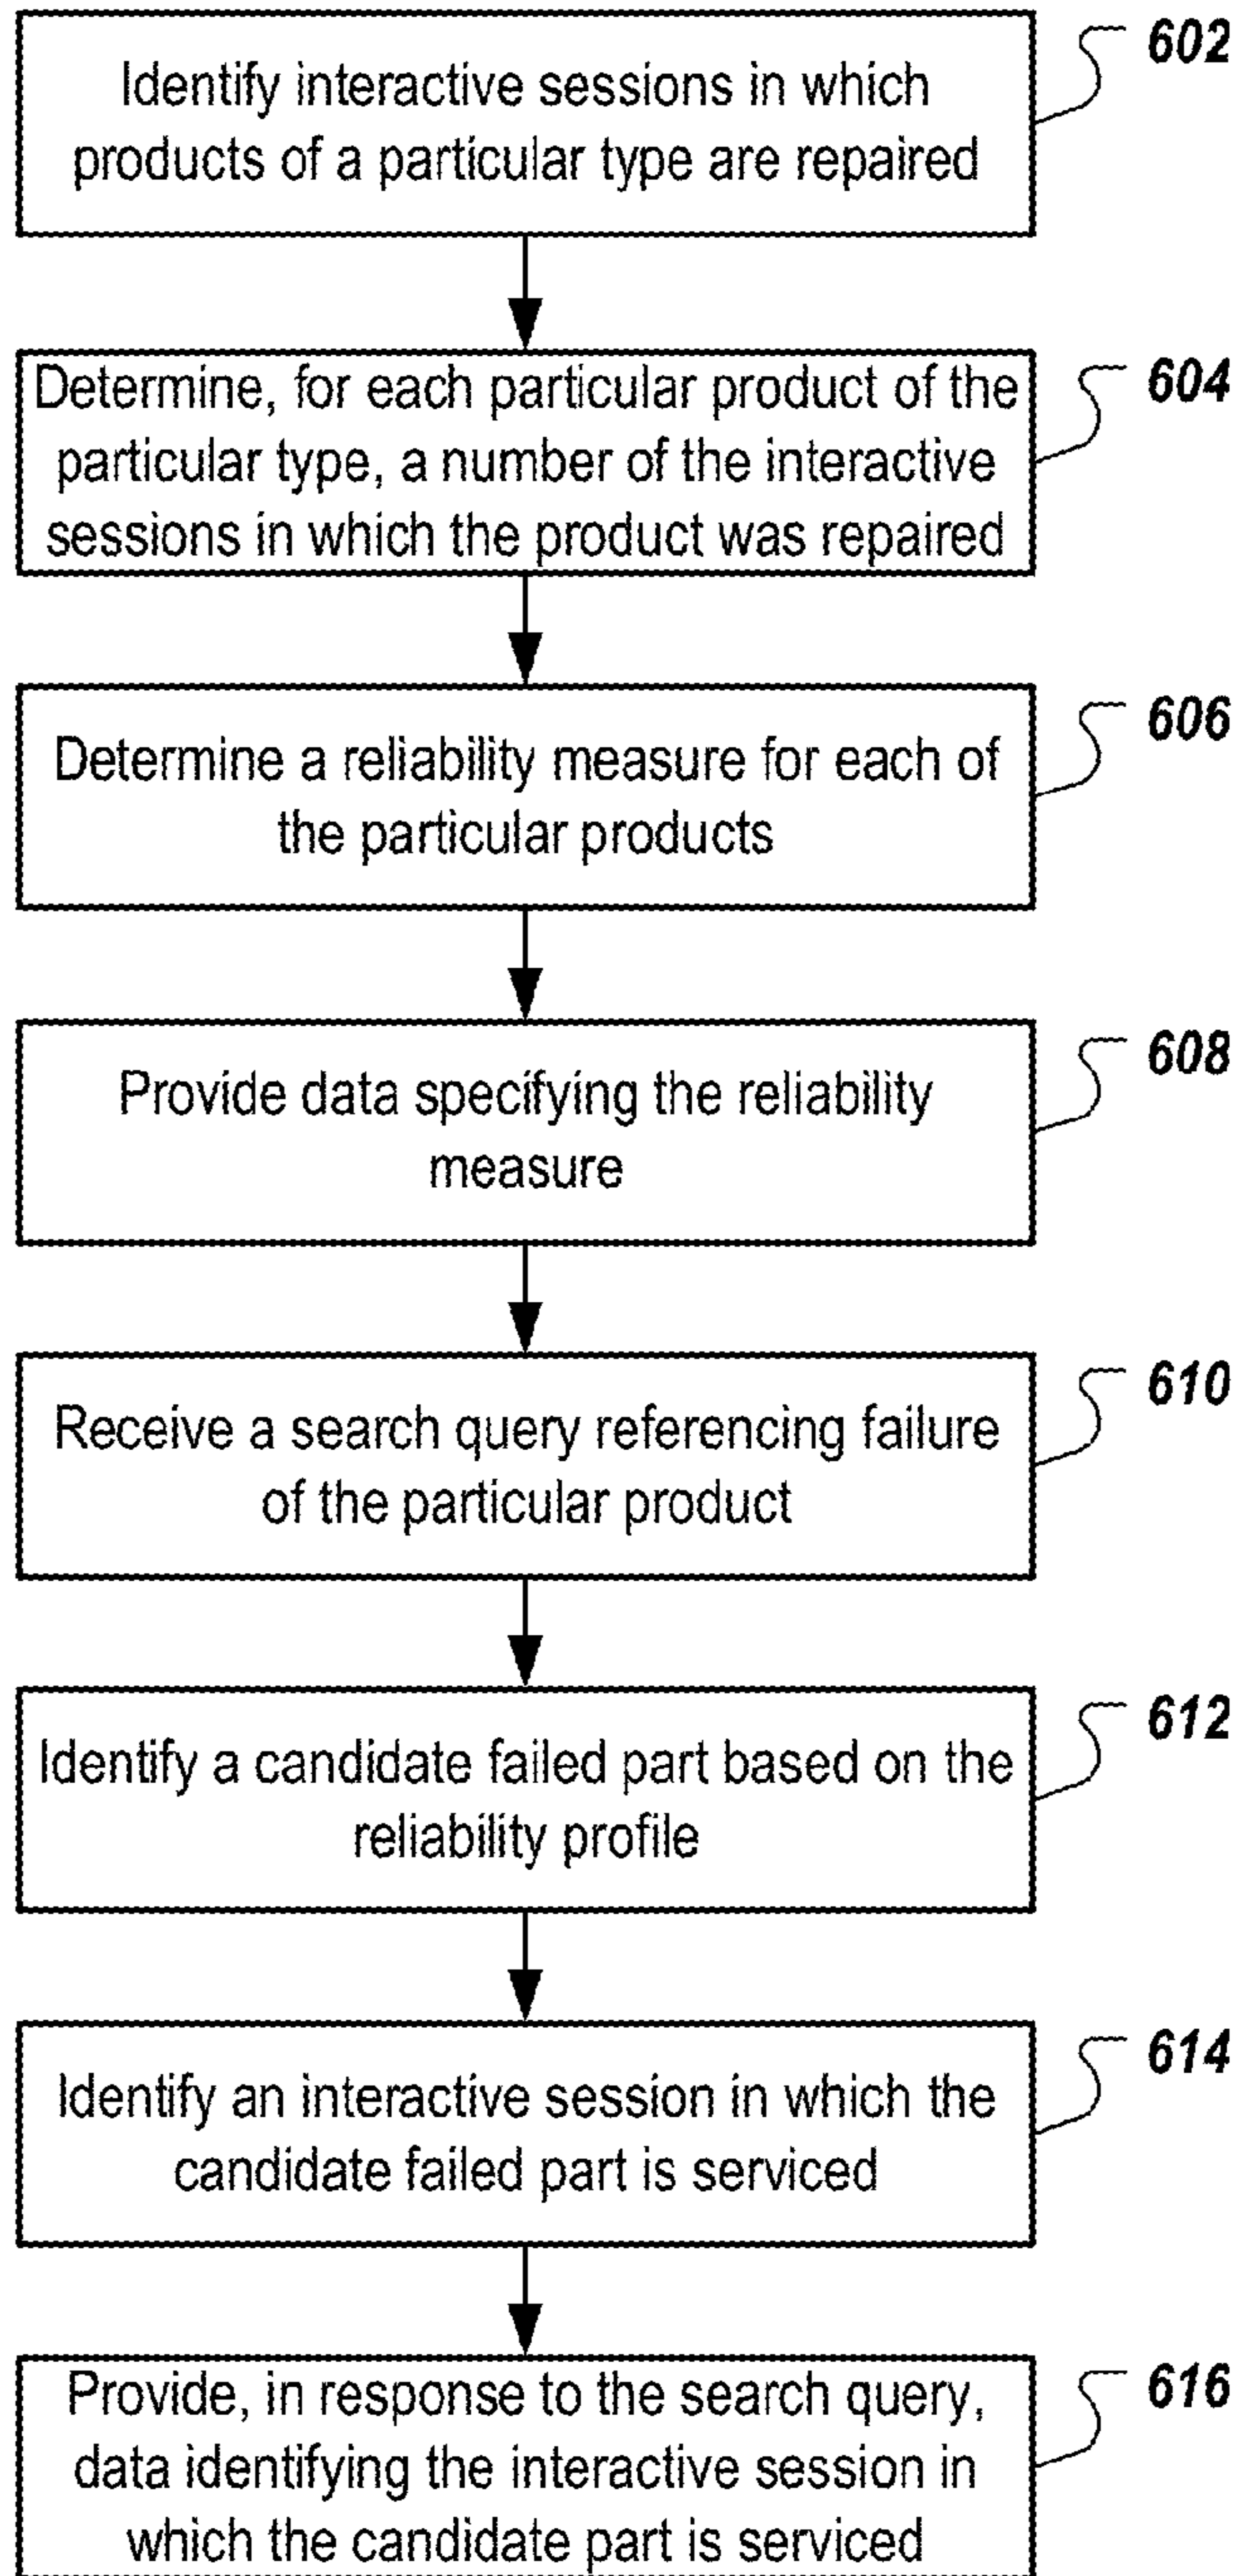 Identify interactive sessions in which
products of a particular type are repaired
602
Determine, for each particular product of the
particular type, a number of the interactive
sessions in which the product was repaired
604
Determine a reliability measure for each of
the particular products
606
Provide data specifying the reliability
measure
608
Receive a search query referencing failure
of the particular product
610
Identify a candidate failed part based on the
reliability profile
612
Identify an interactive session in which the
candidate failed part is serviced
614
Provide, in response to the search query,
data identifying the interactive session in
which the candidate part is serviced
616